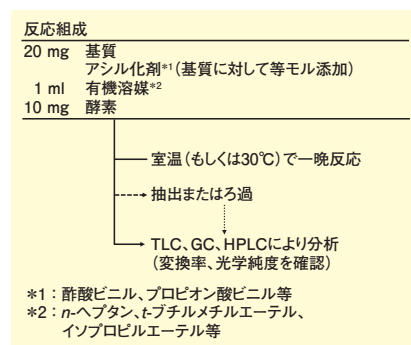 反応組成
20 mg 基質
アシル化剤*1(基質に対して等モル添加)
1 ml 有機溶媒*2
10 mg 酵素
室温(もしくは30℃)で一晩反応
抽出またはろ過
TLC、GC、HPLCにより分析
(変換率、光学純度を確認)
*1:酢酸ビニル、プロピオン酸ビニル等
*2:n-ヘプタン、t-ブチルメチルエーテル、
イソプロピルエーテル等